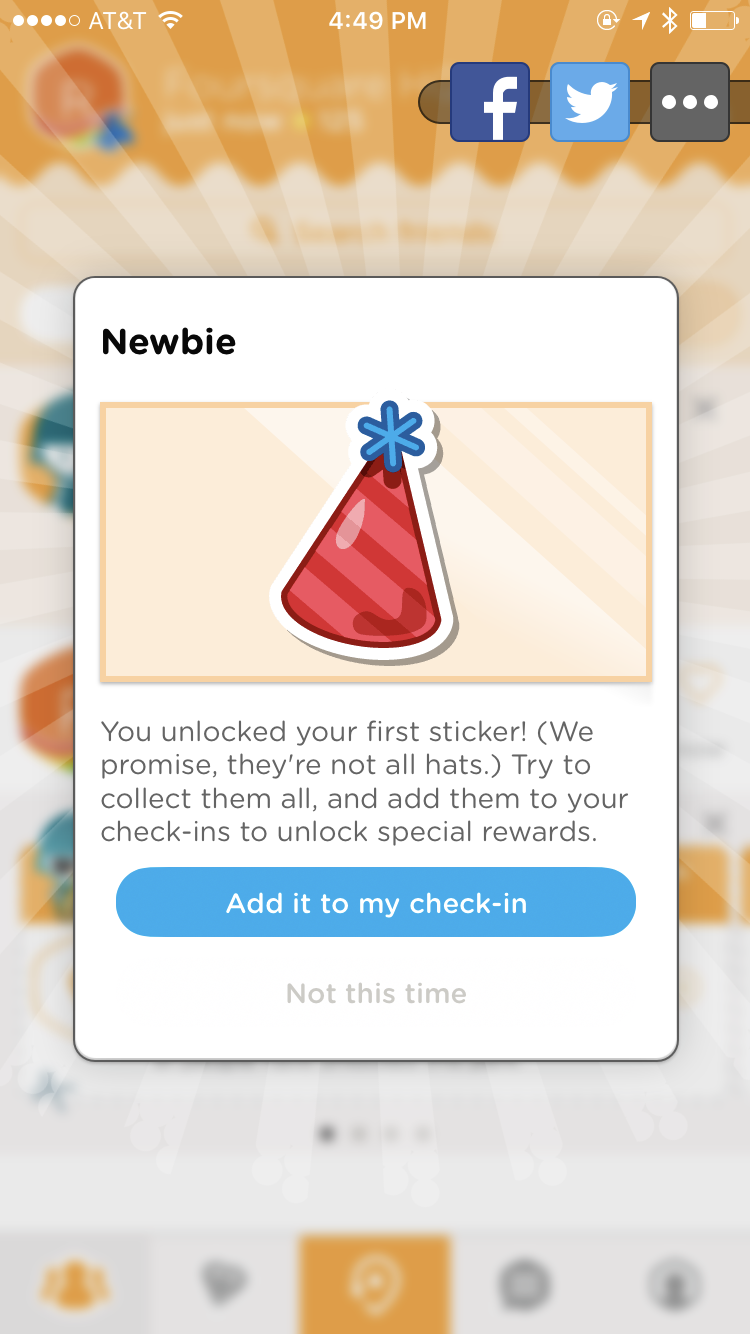 AT&T
4:49 PM
Newbie
You unlocked your first sticker! (We
promise, they're not all hats.) Try to
collect them all, and add them to your
check-ins to unlock special rewards.
Add it to my check-in
Not this time